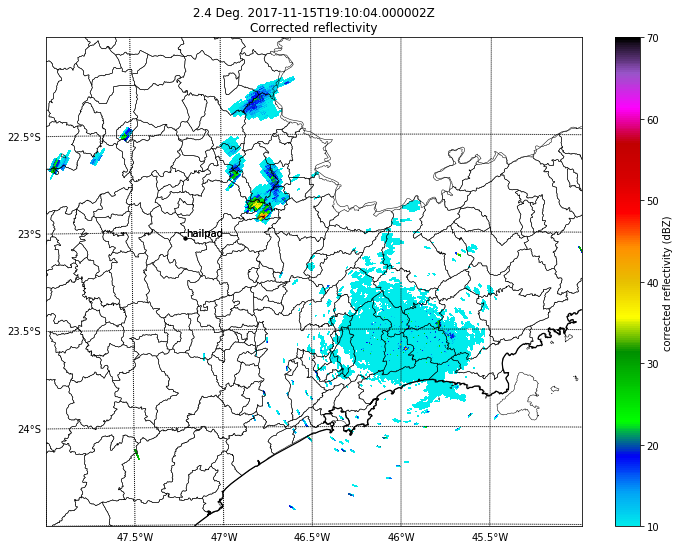 2.4 Deg. 2017-11-15T19:10:04.000002Z
Corrected reflectivity
22.5°S
23°S
23.5°S
24°S
hailpad
47.5°W
47°W
46.5°W
46°W
45.5°W
70
60
50
40
30
20
10
corrected reflectivity (dBZ)